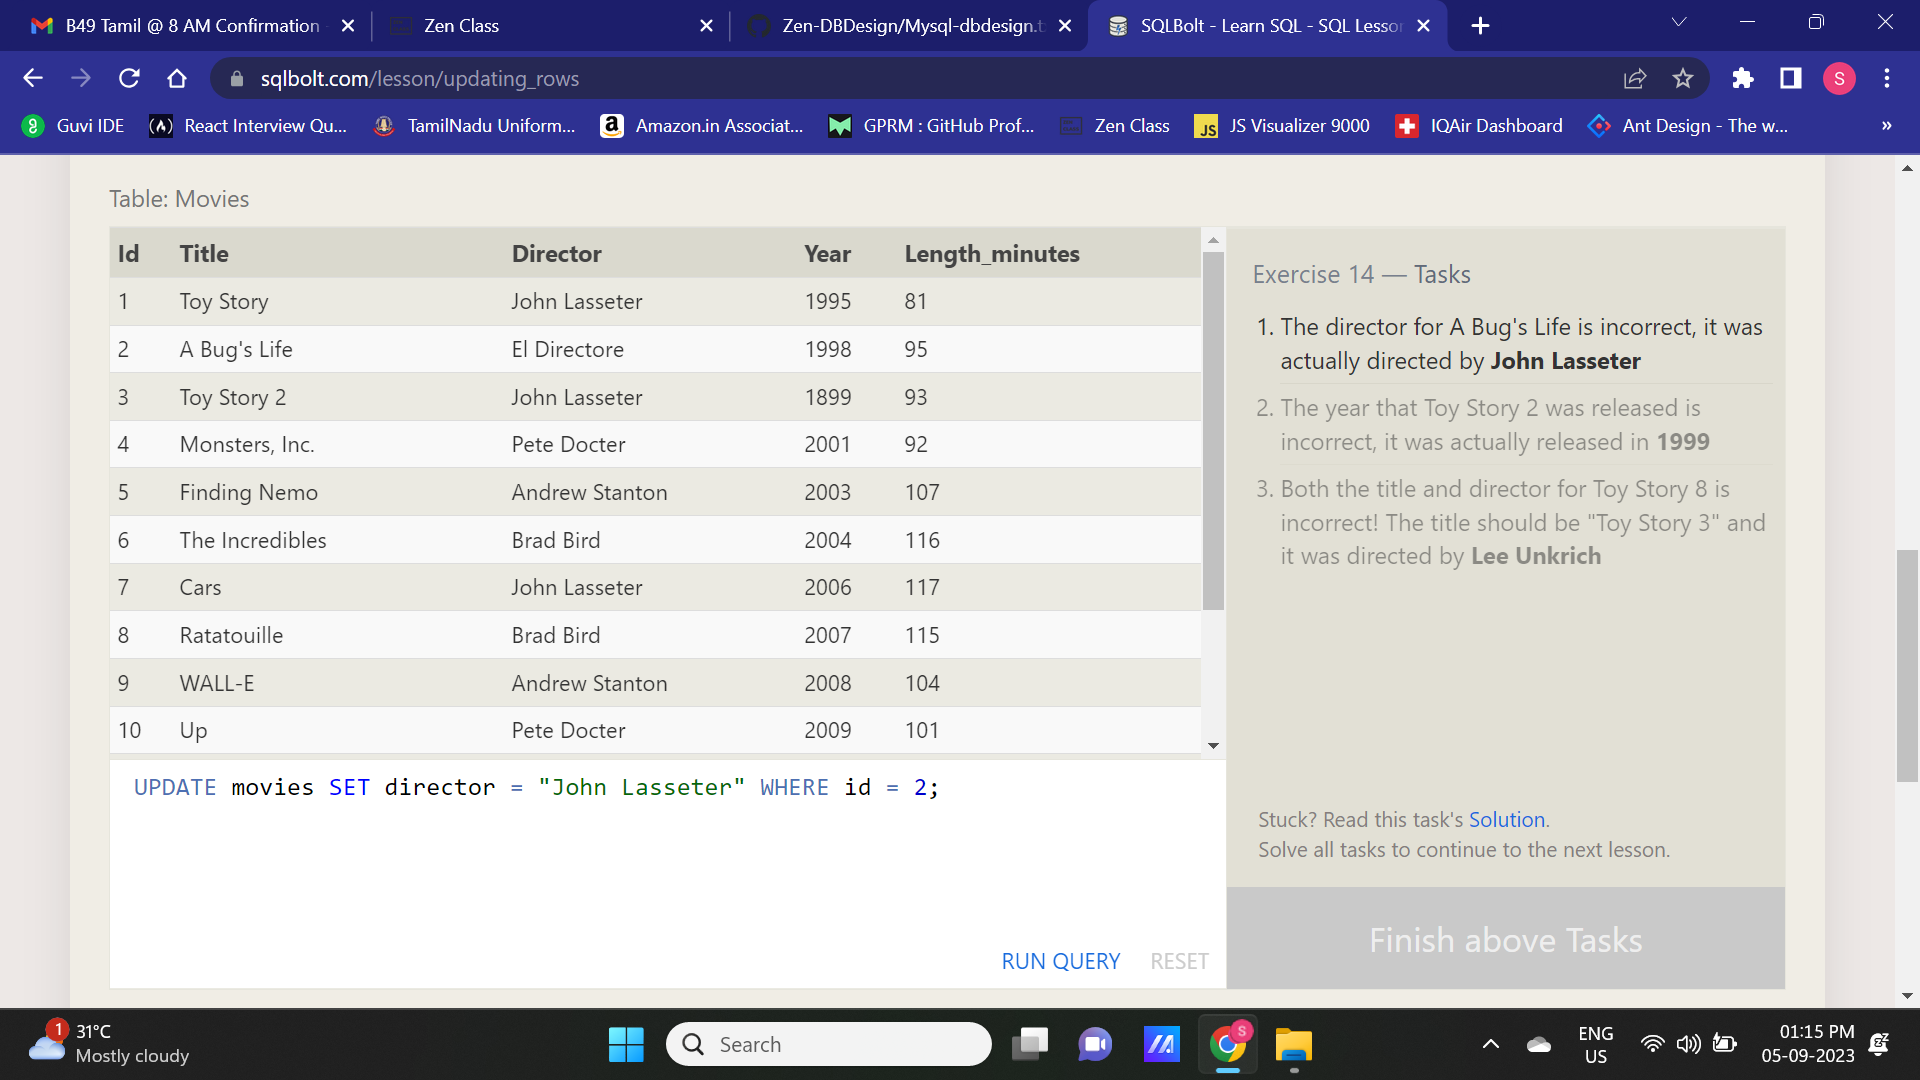 B49 Tamil @ 8 AM Confirmation
Zen Class
Zen-DBDesign/Mysql-dbdesign.t
SQLBolt - Learn SQL - SQL Lesso
sqlbolt.com/lesson/updating_rows
S
Guvi IDE
React Interview Qu...
TamilNadu Uniform...
Amazon.in Associat...
GPRM : GitHub Prof...
Zen Class
JS
JS Visualizer 9000
IQAir Dashboard
Ant Design - The w...
»
Table: Movies
Id Title Director Year Length_minutes
1 Toy Story John Lasseter 1995 81
2 A Bug's Life El Directore 1998 95
3 Toy Story 2 John Lasseter 1899 93
4 Monsters, Inc. Pete Docter 2001 92
5 Finding Nemo Andrew Stanton 2003 107
6 The Incredibles Brad Bird 2004 116
7 Cars John Lasseter 2006 117
8 Ratatouille Brad Bird 2007 115
9 WALL-E Andrew Stanton 2008 104
10 Up Pete Docter 2009 101
UPDATE movies SET director = "John Lasseter" WHERE id = 2;
RUN QUERY RESET
Exercise 14 — Tasks
1. The director for A Bug's Life is incorrect, it was
actually directed by John Lasseter
2. The year that Toy Story 2 was released is
incorrect, it was actually released in 1999
3. Both the title and director for Toy Story 8 is
incorrect! The title should be "Toy Story 3" and
it was directed by Lee Unkrich
Stuck? Read this task's Solution.
Solve all tasks to continue to the next lesson.
Finish above Tasks
1
31°C
Mostly cloudy
Search
S
ENG
US
01:15 PM
05-09-2023